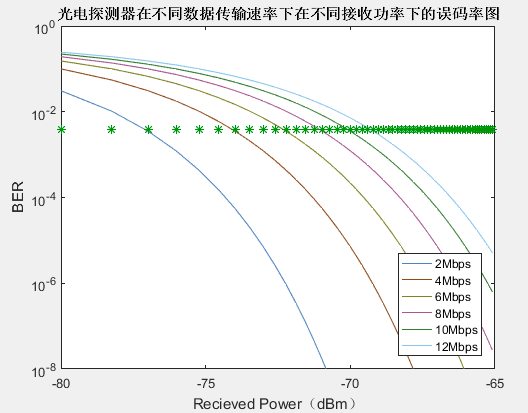 光电探测器在不同数据传输速率下在不同接收功率下的误码率图
10^0
10^-2
10^-4
10^-6
10^-8
BER
2Mbps
4Mbps
6Mbps
8Mbps
10Mbps
12Mbps
-80
-75
-70
-65
Recieved Power（dBm）